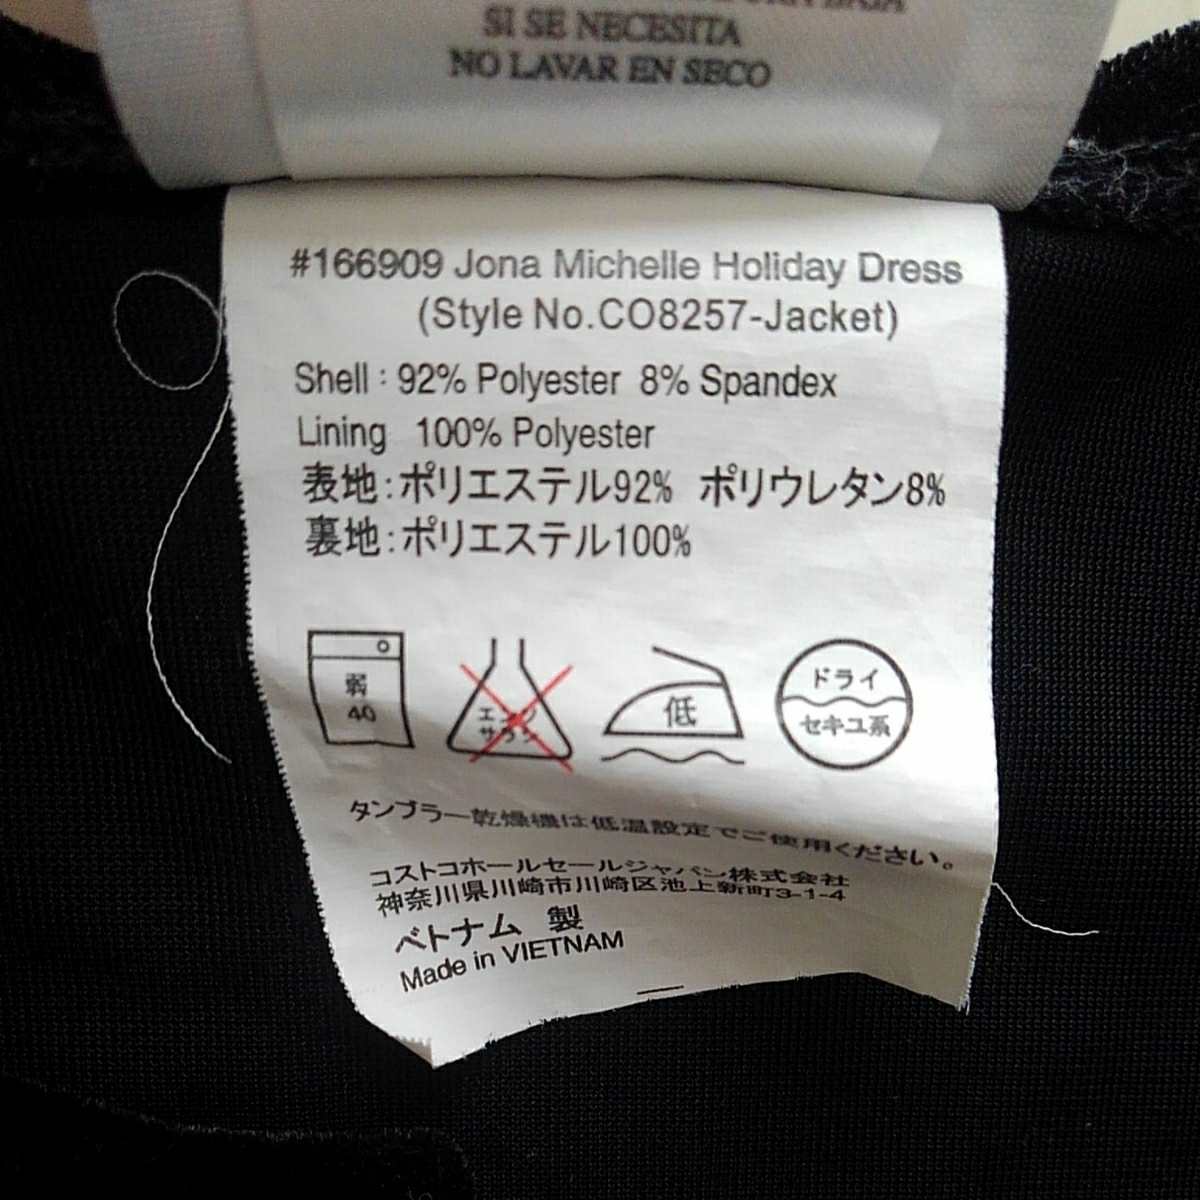 SI SE NECESITA
NO LAVAR EN SECO
#166909 Jona Michelle Holiday Dress
(Style No.CO8257-Jacket)
Shell : 92% Polyester 8% Spandex
Lining 100% Polyester
表地:ポリエステル92% ポリウレタン8%
裏地:ポリエステル100%
弱
40
エンソ
サラシ
低
ドライ
セキユ系
タンブラー乾燥機は低温設定でご使用ください。
コストコホールセールジャパン株式会社
神奈川県川崎市川崎区池上新町3-1-4
ベトナム 製
Made in VIETNAM